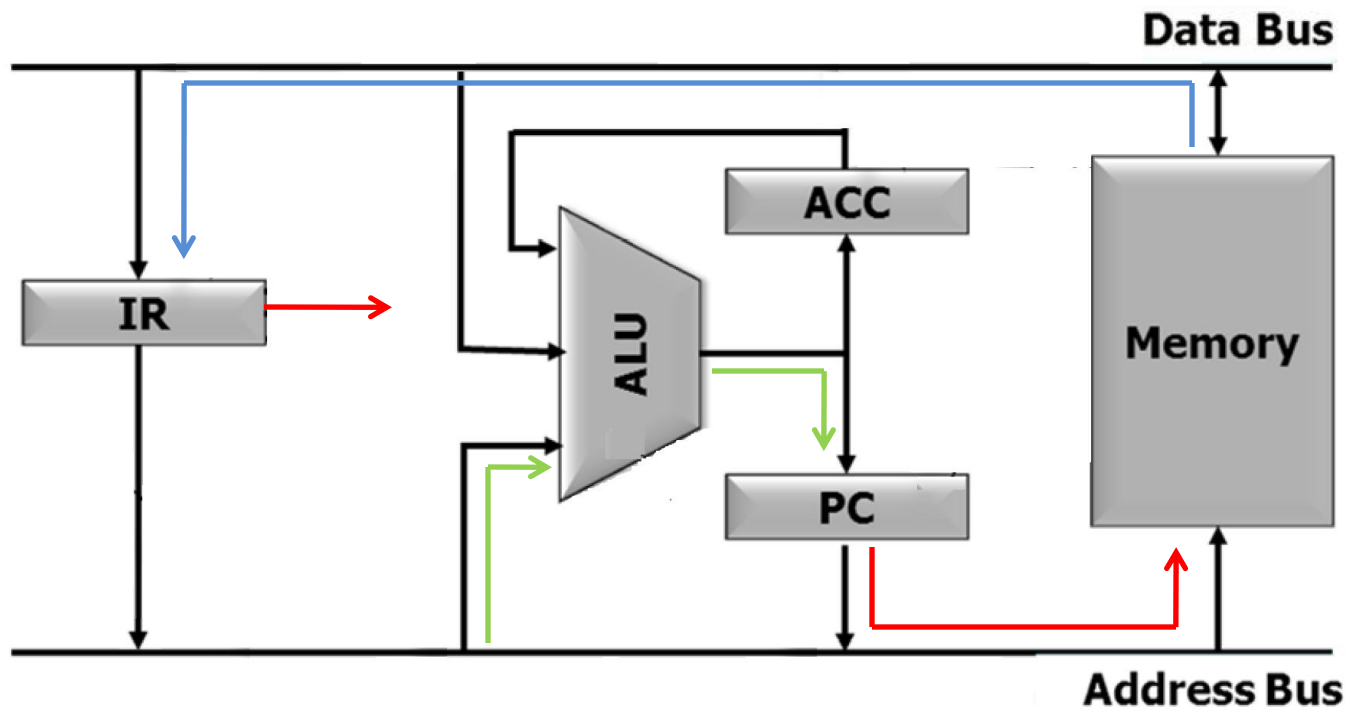 Data Bus
ACC
IR
ALU
Memory
PC
Address Bus